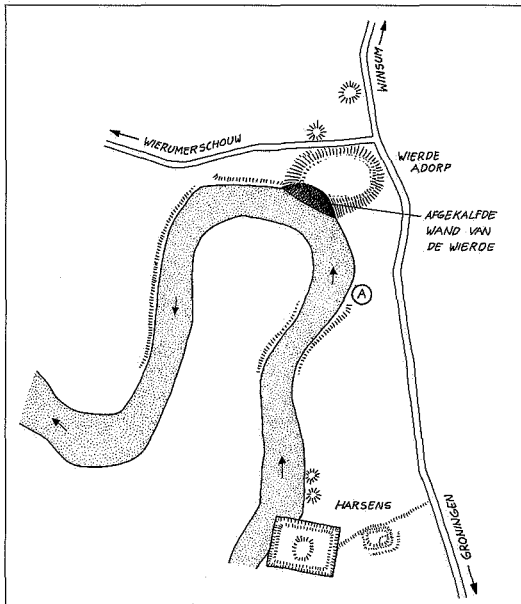 WINSUM
WIERUMERSCHOUW
WIERDE
ADORP
AFGEKALFDE
WAND VAN
DE WIERDE
A
HARSENS
GRONINGEN